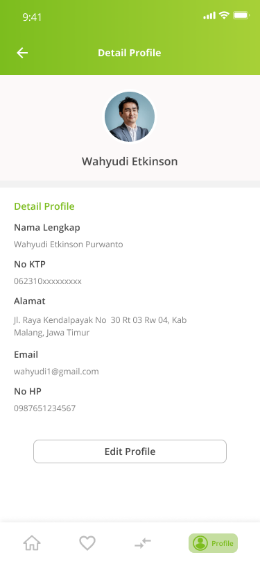 9:41
Detail Profile
Wahyudi Etkinson
Detail Profile
Nama Lengkap
Wahyudi Etkinson Purwanto
No KTP
062310xxxxxxxxx
Alamat
Jl. Raya Kendalpayak No 30 Rt 03 Rw 04, Kab
Malang, Jawa Timur
Email
wahyudi1@gmail.com
No HP
0987651234567
Edit Profile
Profile